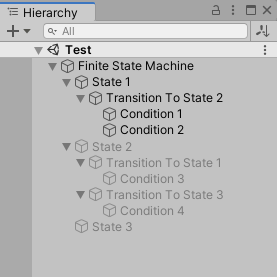 Hierarchy
All
Test
Finite State Machine
State 1
Transition To State 2
Condition 1
Condition 2
State 2
Transition To State 1
Condition 3
Transition To State 3
Condition 4
State 3